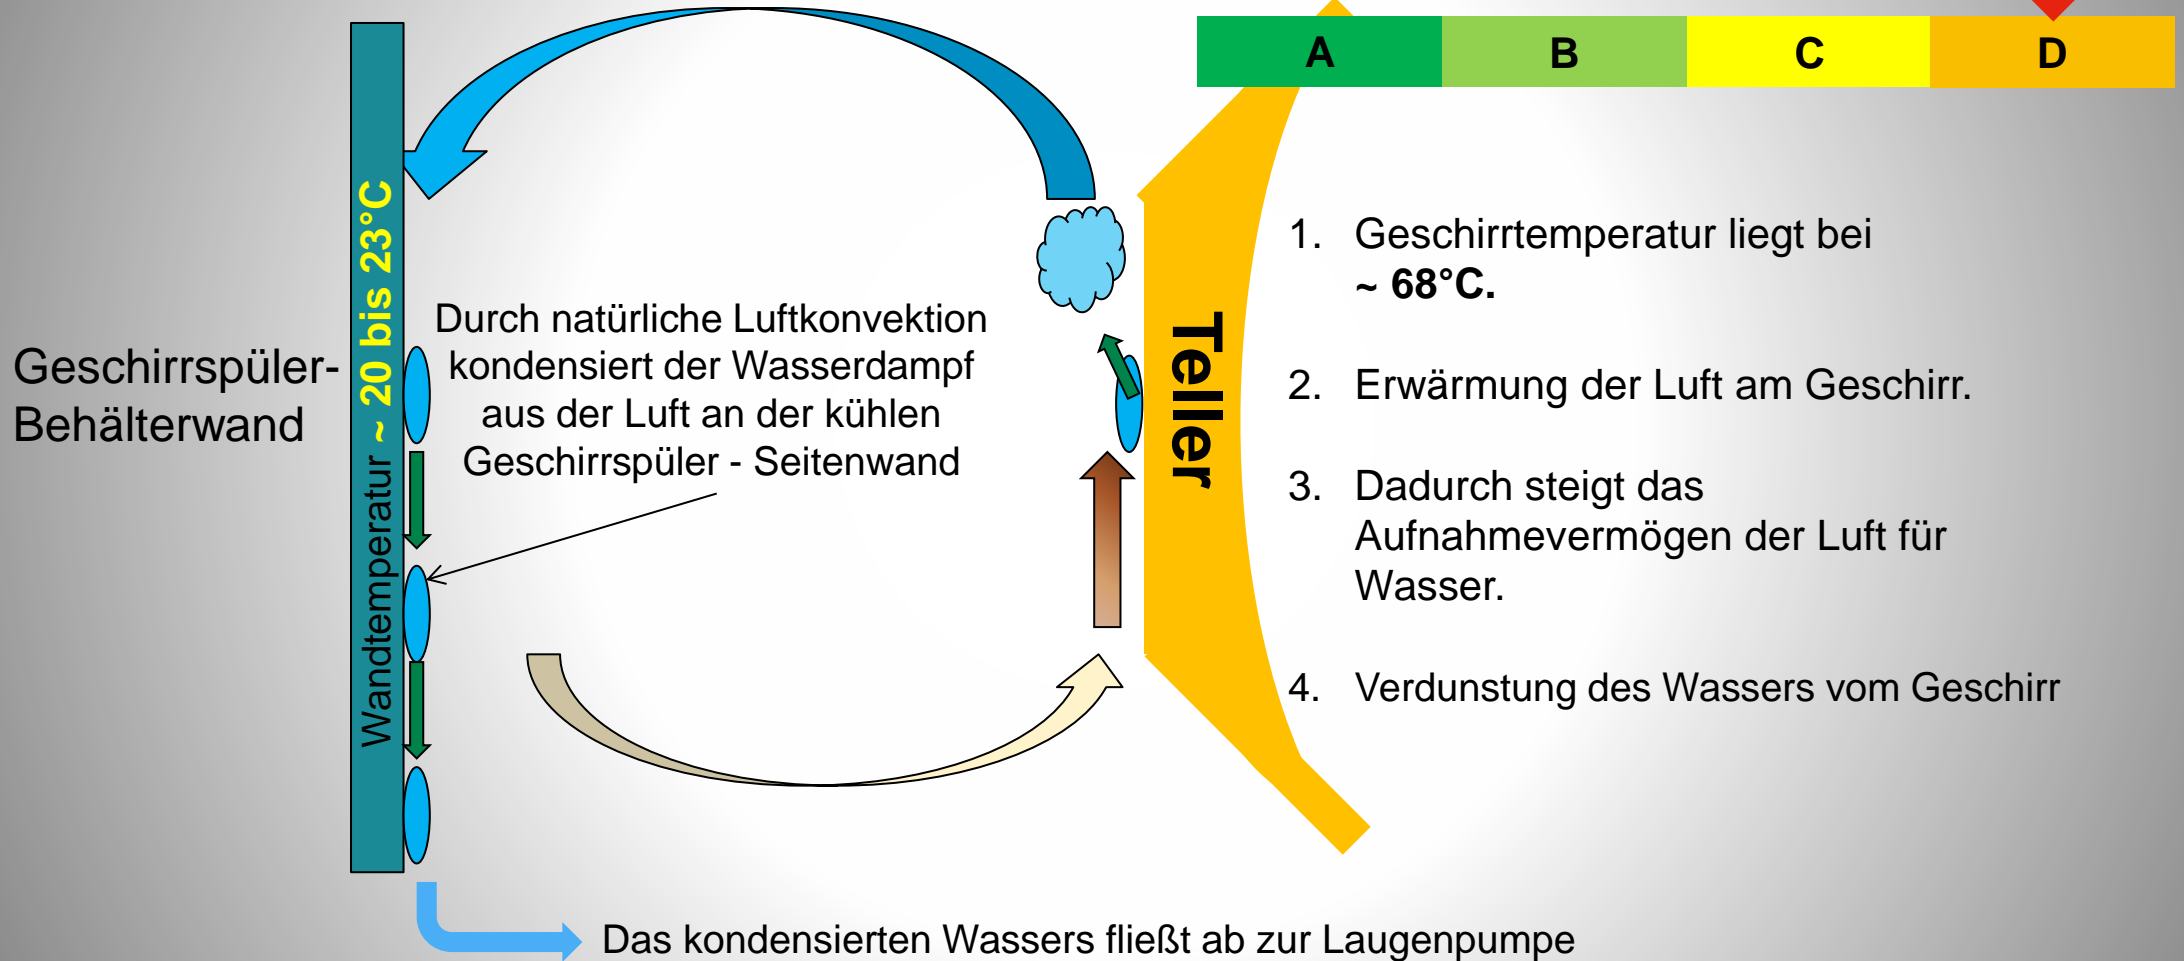 A
B
C
D
Geschirrspüler-
Behälterwand
Wandtemperatur ~ 20 bis 23°C
Durch natürliche Luftkonvektion
kondensiert der Wasserdampf
aus der Luft an der kühlen
Geschirrspüler - Seitenwand
Teller
1. Geschirrtemperatur liegt bei
~ 68°C.
2. Erwärmung der Luft am Geschirr.
3. Dadurch steigt das
Aufnahmevermögen der Luft für
Wasser.
4. Verdunstung des Wassers vom Geschirr
Das kondensierten Wassers fließt ab zur Laugenpumpe